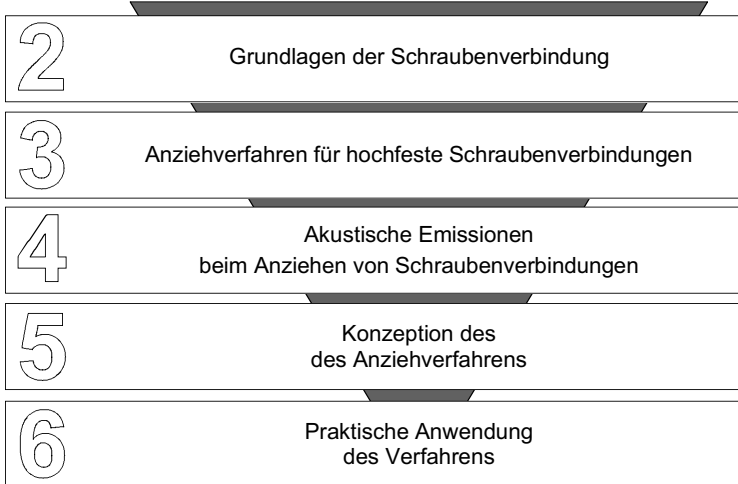 2
Grundlagen der Schraubenverbindung
3
Anziehverfahren für hochfeste Schraubenverbindungen
4
Akustische Emissionen
beim Anziehen von Schraubenverbindungen
5
Konzeption des
des Anziehverfahrens
6
Praktische Anwendung
des Verfahrens